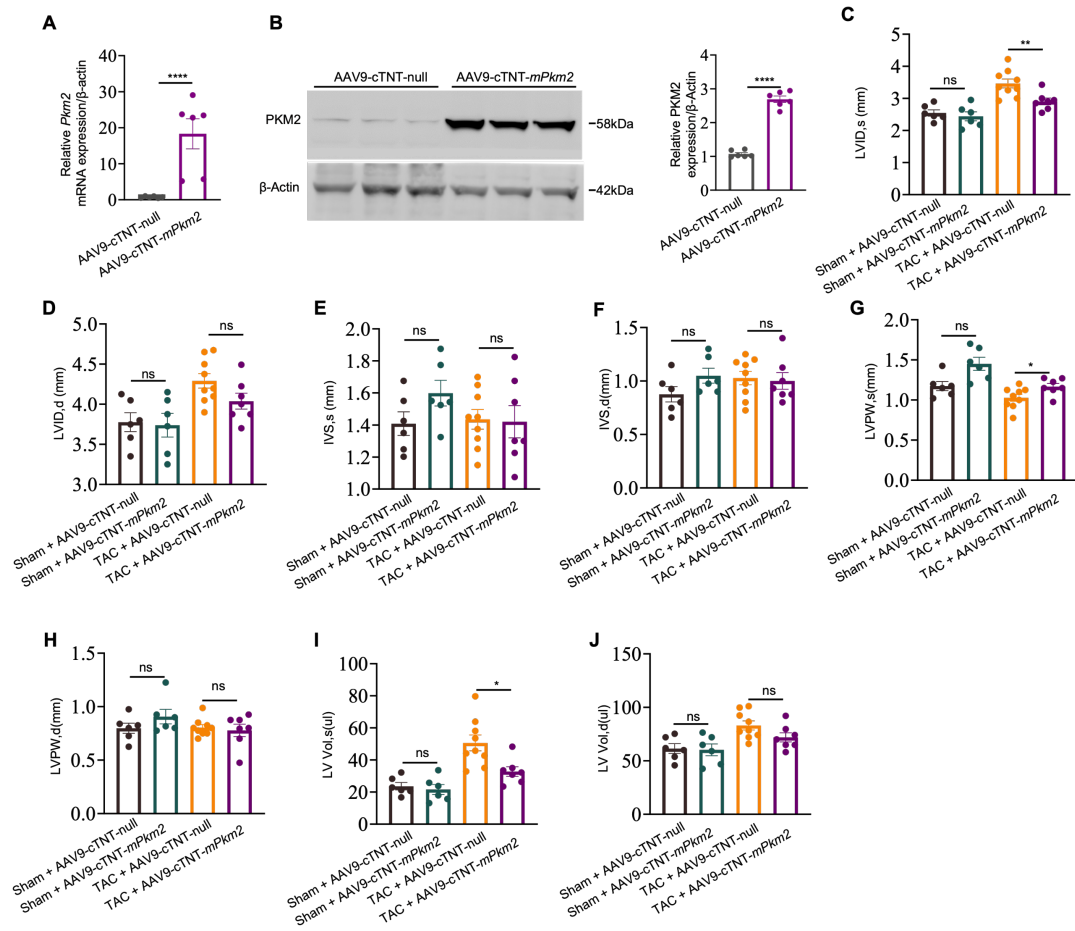 A
Relative Pkm2
mRNA expression/β-actin
40
30
20
10
0
****
AAV9-cTNT-null
AAV9-cTNT-mPkm2
B
AAV9-cTNT-null
AAV9-cTNT-mPkm2
PKM2
58kDa
β-Actin
42kDa
Relative PKM2
expression/β-Actin
4
3
2
1
0
****
AAV9-cTNT-null
AAV9-cTNT-mPkm2
C
LVID,s (mm)
5
4
3
2
1
0
ns
**
Sham + AAV9-cTNT-null
Sham + AAV9-cTNT-mPkm2
TAC + AAV9-cTNT-null
TAC + AAV9-cTNT-mPkm2
D
LVID,d (mm)
5.0
4.5
4.0
3.5
3.0
ns
ns
Sham + AAV9-cTNT-null
Sham + AAV9-cTNT-mPkm2
TAC + AAV9-cTNT-null
TAC + AAV9-cTNT-mPkm2
E
IVS,s (mm)
2.0
1.8
1.6
1.4
1.2
1.0
ns
ns
Sham + AAV9-cTNT-null
Sham + AAV9-cTNT-mPkm2
TAC + AAV9-cTNT-null
TAC + AAV9-cTNT-mPkm2
F
IVS,d(mm)
1.5
1.0
0.5
0.0
ns
ns
Sham + AAV9-cTNT-null
Sham + AAV9-cTNT-mPkm2
TAC + AAV9-cTNT-null
TAC + AAV9-cTNT-mPkm2
G
LVPW,s(mm)
2.0
1.5
1.0
0.5
0.0
ns
*
Sham + AAV9-cTNT-null
Sham + AAV9-cTNT-mPkm2
TAC + AAV9-cTNT-null
TAC + AAV9-cTNT-mPkm2
H
LVPW,d(mm)
1.5
1.0
0.5
0.0
ns
ns
Sham + AAV9-cTNT-null
Sham + AAV9-cTNT-mPkm2
TAC + AAV9-cTNT-null
TAC + AAV9-cTNT-mPkm2
I
LV Vol,s(ul)
100
80
60
40
20
0
ns
*
Sham + AAV9-cTNT-null
Sham + AAV9-cTNT-mPkm2
TAC + AAV9-cTNT-null
TAC + AAV9-cTNT-mPkm2
J
LV Vol,d(ul)
150
100
50
0
ns
ns
Sham + AAV9-cTNT-null
Sham + AAV9-cTNT-mPkm2
TAC + AAV9-cTNT-null
TAC + AAV9-cTNT-mPkm2